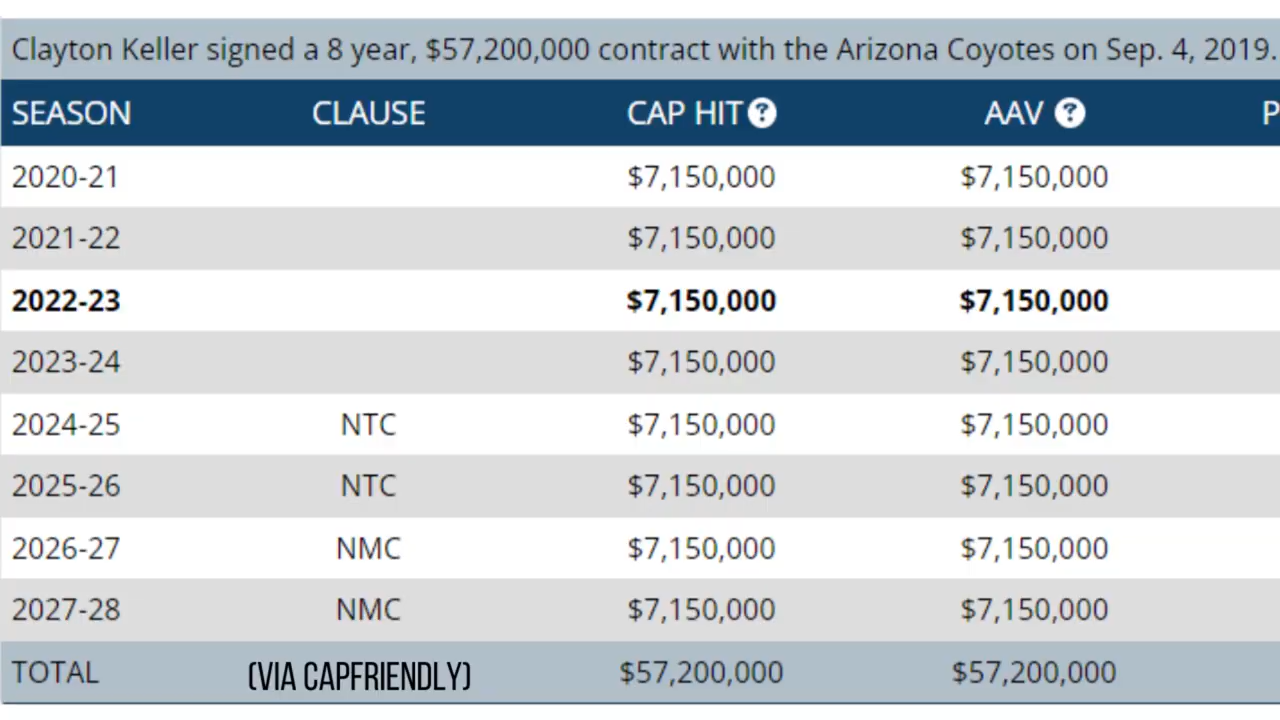 Clayton Keller signed a 8 year, $57,200,000 contract with the Arizona Coyotes on Sep. 4, 2019.
SEASON CLAUSE CAP HIT ? AAV ? P
2020-21 $7,150,000 $7,150,000
2021-22 $7,150,000 $7,150,000
2022-23 $7,150,000 $7,150,000
2023-24 $7,150,000 $7,150,000
2024-25 NTC $7,150,000 $7,150,000
2025-26 NTC $7,150,000 $7,150,000
2026-27 NMC $7,150,000 $7,150,000
2027-28 NMC $7,150,000 $7,150,000
TOTAL (VIA CAPFRIENDLY) $57,200,000 $57,200,000